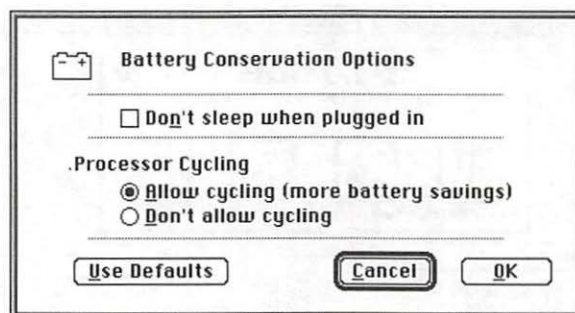 Battery Conservation Options
Don't sleep when plugged in
.Processor Cycling
Allow cycling (more battery savings)
Don't allow cycling
Use Defaults Cancel OK